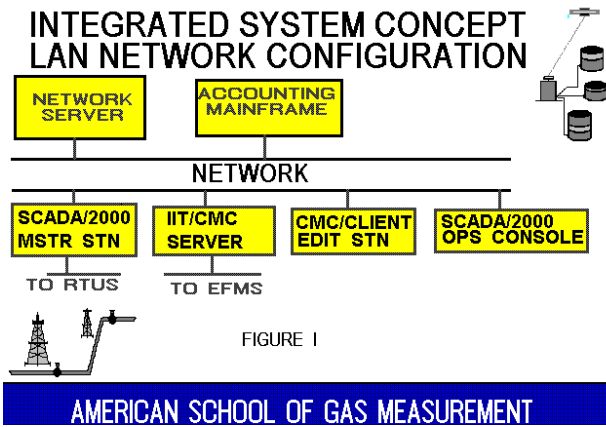 INTEGRATED SYSTEM CONCEPT
LAN NETWORK CONFIGURATION
NETWORK
SERVER
ACCOUNTING
MAINFRAME
NETWORK
SCADA/2000
MSTR STN
IIT/CMC
SERVER
CMC/CLIENT
EDIT STN
SCADA/2000
OPS CONSOLE
TO RTUS
TO EFMS
FIGURE I
AMERICAN SCHOOL OF GAS MEASUREMENT